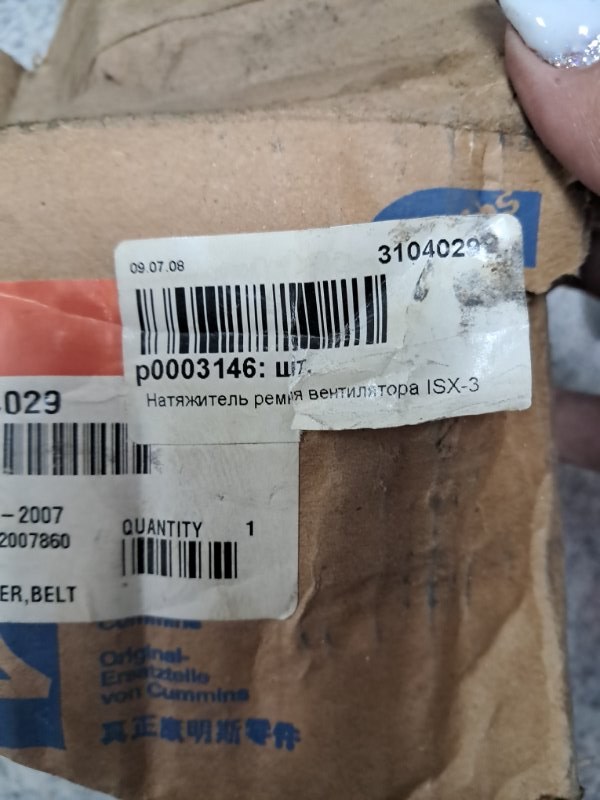 09.07.08
3104029
p0003146: шт.
Натяжитель ремня вентилятора ISX-3
029
-2007
2007860
QUANTITY 1
ER,BELT
Cummins
Original-
Ersatzteile
von Cummins
真正康明斯零件